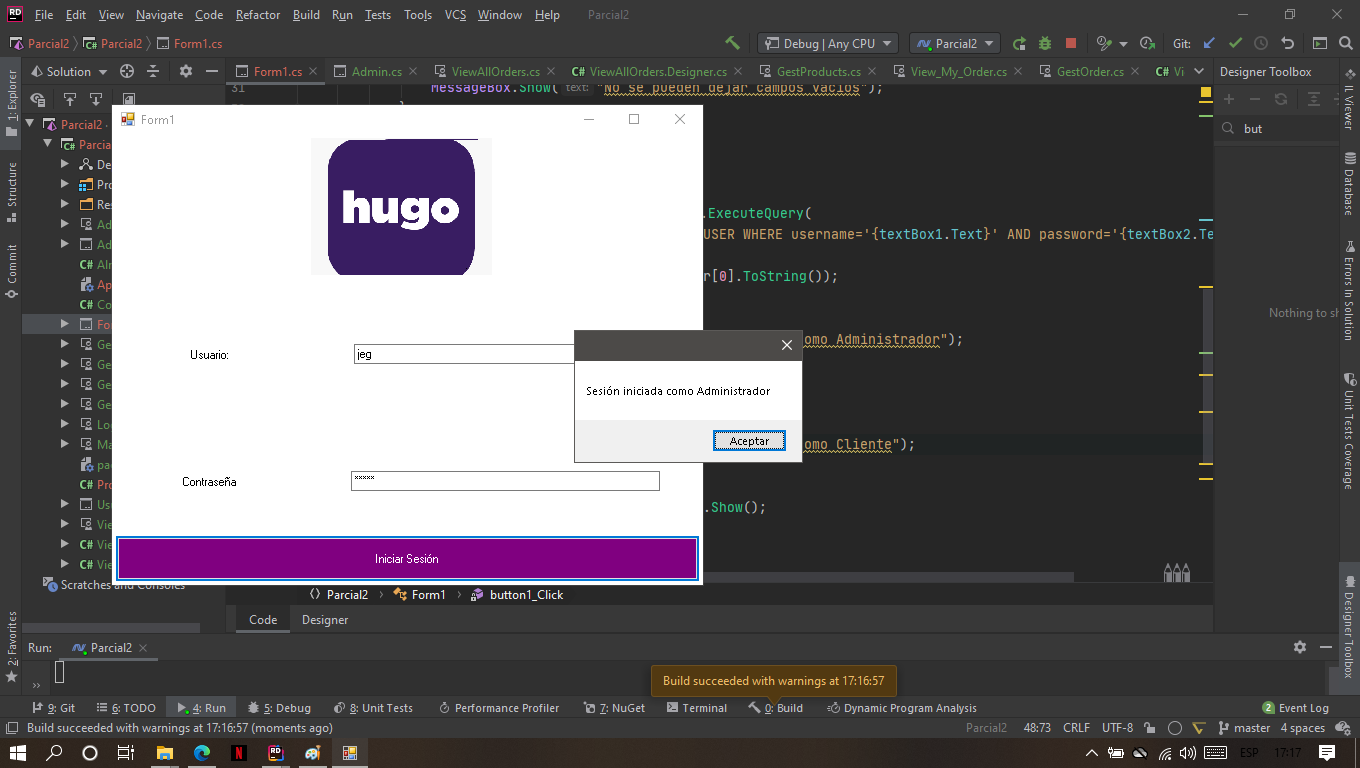 File Edit View Navigate Code Refactor Build Run Tests Tools VCS Window Help Parcial2
Parcial2 Parcial2 Form1.cs
Debug | Any CPU Parcial2 Git:
Solution
Form1.cs Admin.cs ViewAllOrders.cs ViewAllOrders.Designer.cs GestProducts.cs View_My_Order.cs GestOrder.cs Vi
Designer Toolbox
but
Nothing to sh
1: Explorer
Structure
Commit
2: Favorites
IL Viewer
Database
Errors In Solution
Unit Tests Coverage
Designer Toolbox
Parcial2
Parcia
De
Pro
Res
Ad
Ad
Alr
Ap
Co
Fo
Ge
Ge
Ge
Ge
Lo
Ma
pa
Pro
Us
Vie
Vie
Vie
Scratches and Consoles
31 MessageBox.Show( text: "No se pueden dejar campos vacios");
.ExecuteQuery(
USER WHERE username='{textBox1.Text}' AND password='{textBox2.Te
r[0].ToString());
omo Administrador");
omo Cliente");
.Show();
Form1
hugo
Usuario:
jeg
Contraseña
*****
Iniciar Sesión
Sesión iniciada como Administrador
Aceptar
Parcial2 Form1 button1_Click
Code Designer
Run: Parcial2
Build succeeded with warnings at 17:16:57
9: Git 6: TODO 4: Run 5: Debug 8: Unit Tests Performance Profiler 7: NuGet Terminal 0: Build Dynamic Program Analysis 2 Event Log
Build succeeded with warnings at 17:16:57 (moments ago)
Parcial2 48:73 CRLF UTF-8 master 4 spaces
ESP 17:17